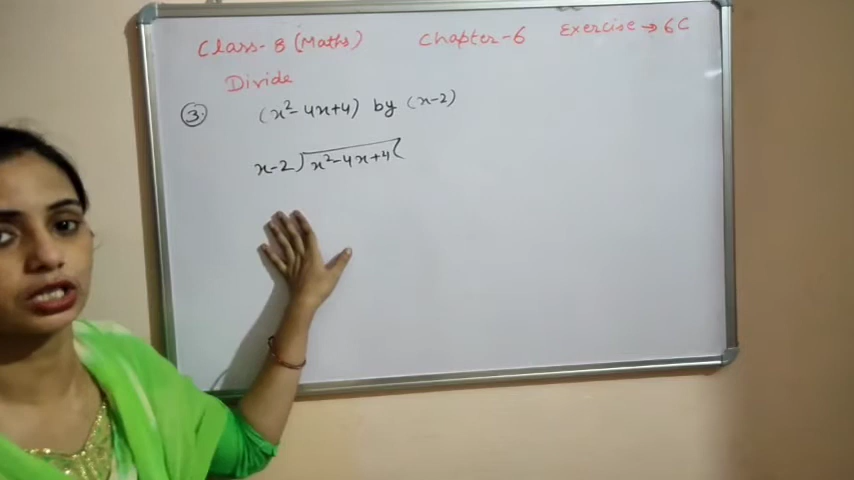 Class-8 (Maths) Chapter-6 Exercise → 6C
Divide
3. (x²-4x+4) by (x-2)
x-2)x²-4x+4(